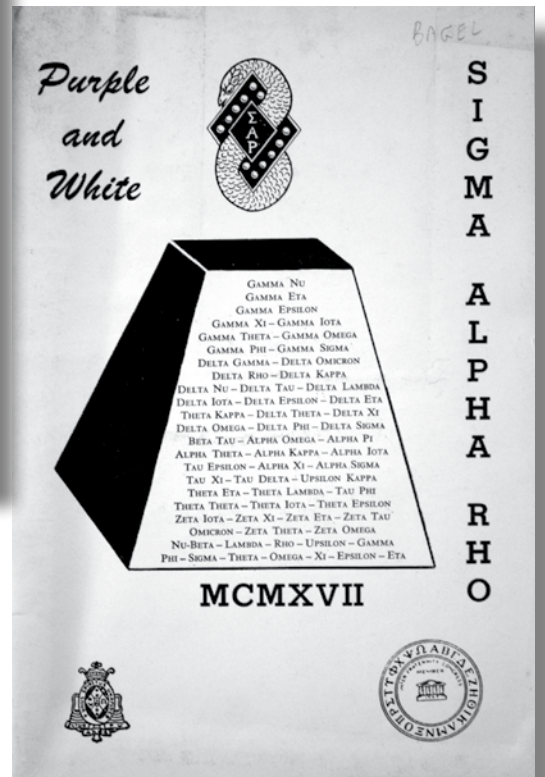 BAGEL
Purple
and
White
ΣΑΡ
SIGMA ALPHA RHO
GAMMA NU
GAMMA ETA
GAMMA EPSILON
GAMMA XI – GAMMA IOTA
GAMMA THETA – GAMMA OMEGA
GAMMA PHI – GAMMA SIGMA
DELTA GAMMA – DELTA OMICRON
DELTA RHO – DELTA KAPPA
DELTA NU – DELTA TAU – DELTA LAMBDA
DELTA IOTA – DELTA EPSILON – DELTA ETA
THETA KAPPA – DELTA THETA – DELTA XI
DELTA OMEGA – DELTA PHI – DELTA SIGMA
BETA TAU – ALPHA OMEGA – ALPHA PI
ALPHA THETA – ALPHA KAPPA – ALPHA IOTA
TAU EPSILON – ALPHA XI – ALPHA SIGMA
TAU XI – TAU DELTA – UPSILON KAPPA
THETA ETA – THETA LAMBDA – TAU PHI
THETA THETA – THETA IOTA – THETA EPSILON
ZETA IOTA – ZETA XI – ZETA ETA – ZETA TAU
OMICRON – ZETA THETA – ZETA OMEGA
NU-BETA – LAMBDA – RHO – UPSILON – GAMMA
PHI – SIGMA – THETA – OMEGA – XI – EPSILON – ETA
MCMXVII
ΑΒΓΔΕΖΗΘΙΚΛΜΝΞΟΠΡΣΤΥΦΧΨΩ